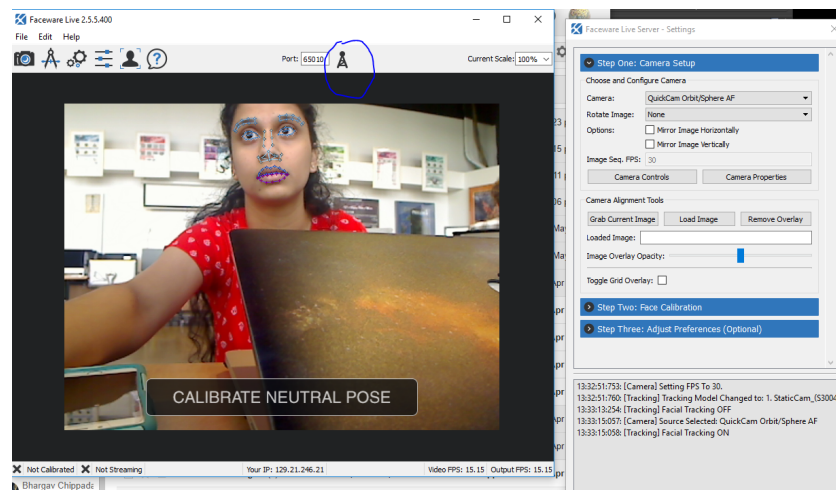 Faceware Live 2.5.5.400
File Edit Help
Port: 65010
Current Scale: 100%
CALIBRATE NEUTRAL POSE
Not Calibrated Not Streaming Your IP: 129.21.246.21 Video FPS: 15.15 Output FPS: 15.15
Bhargav Chippada
Faceware Live Server - Settings
Step One: Camera Setup
Choose and Configure Camera
Camera: QuickCam Orbit/Sphere AF
Rotate Image: None
Options: Mirror Image Horizontally
Mirror Image Vertically
Image Seq. FPS: 30
Camera Controls Camera Properties
Camera Alignment Tools
Grab Current Image Load Image Remove Overlay
Loaded Image:
Image Overlay Opacity:
Toggle Grid Overlay:
Step Two: Face Calibration
Step Three: Adjust Preferences (Optional)
13:32:51:753: [Camera] Setting FPS To 30.
13:32:51:760: [Tracking] Tracking Model Changed to: 1. StaticCam_(S3004
13:33:13:254: [Tracking] Facial Tracking OFF
13:33:15:057: [Camera] Source Selected: QuickCam Orbit/Sphere AF
13:33:15:058: [Tracking] Facial Tracking ON